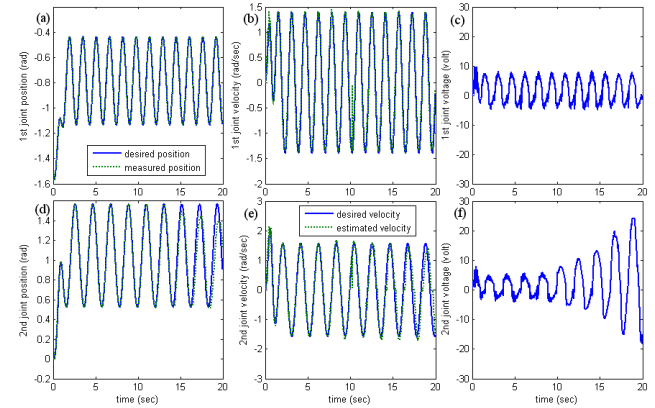 (a)
-0.4
-0.6
-0.8
-1
-1.2
-1.4
-1.6
0 5 10 15 20
1st joint position (rad)
desired position
measured position
(b)
1.5
1
0.5
0
-0.5
-1
-1.5
-2
0 5 10 15 20
1st joint velocity (rad/sec)
(c)
30
20
10
0
-10
-20
-30
0 5 10 15 20
1st joint voltage (volt)
(d)
1.4
1.2
1
0.8
0.6
0.4
0.2
0
-0.2
0 5 10 15 20
2nd joint position (rad)
time (sec)
(e)
3
2
1
0
-1
-2
-3
0 5 10 15 20
2nd joint velocity (rad/sec)
desired velocity
estimated velocity
time (sec)
(f)
30
20
10
0
-10
-20
-30
0 5 10 15 20
2nd joint voltage (volt)
time (sec)